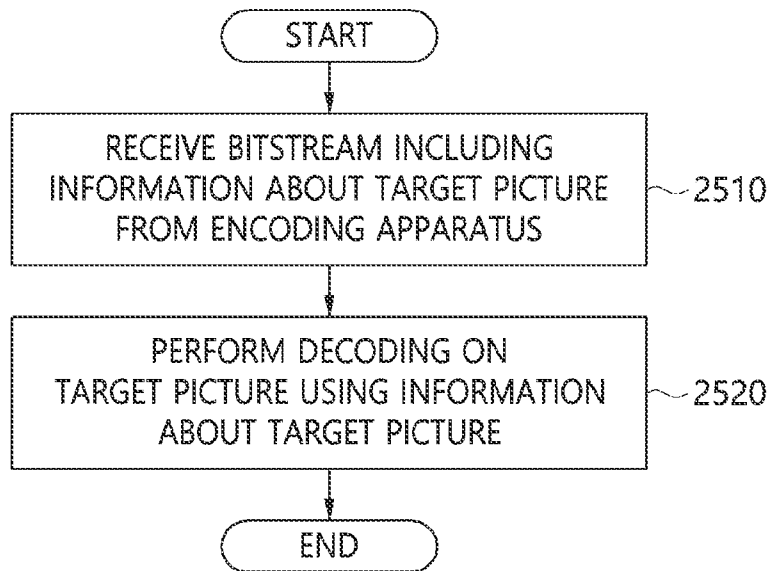 START
RECEIVE BITSTREAM INCLUDING
INFORMATION ABOUT TARGET PICTURE
FROM ENCODING APPARATUS
2510
PERFORM DECODING ON
TARGET PICTURE USING INFORMATION
ABOUT TARGET PICTURE
2520
END